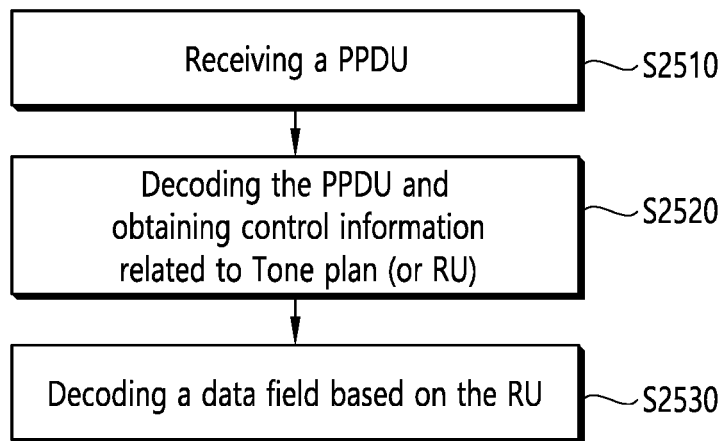 Receiving a PPDU
S2510
Decoding the PPDU and
obtaining control information
related to Tone plan (or RU)
S2520
Decoding a data field based on the RU
S2530